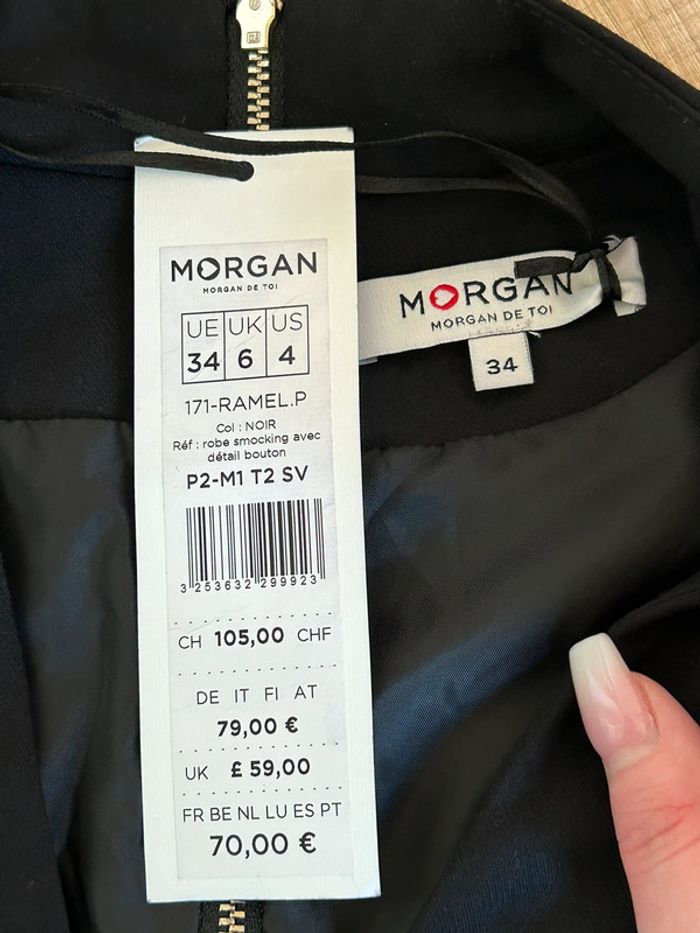 MORGAN
MORGAN DE TOI
UE UK US
34 6 4
171-RAMEL.P
Col : NOIR
Réf : robe smocking avec
détail bouton
P2-M1 T2 SV
3 253632 299923
CH 105,00 CHF
DE IT FI AT
79,00 €
UK £ 59,00
FR BE NL LU ES PT
70,00 €
MORGAN
MORGAN DE TOI
34